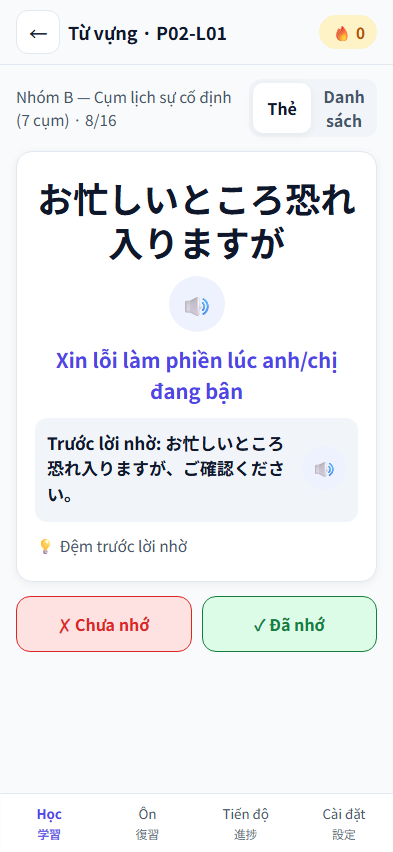 ← Từ vựng · P02-L01 🔥 0
Nhóm B — Cụm lịch sự cố định
(7 cụm) · 8/16
Thẻ
Danh
sách
お忙しいところ恐れ
入りますが
Xin lỗi làm phiền lúc anh/chị
đang bận
Trước lời nhờ: お忙しいところ
恐れ入りますが、ご確認くださ
い。
💡 Đệm trước lời nhờ
✗ Chưa nhớ
✓ Đã nhớ
Học
学習
Ôn
復習
Tiến độ
進捗
Cài đặt
設定